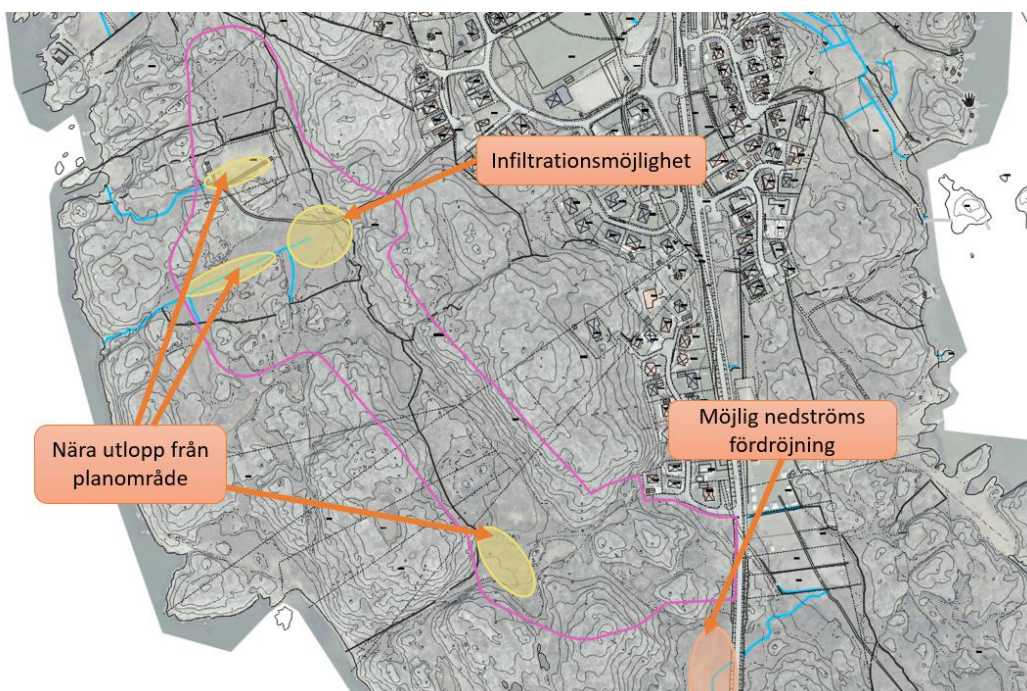 Infiltrationsmöjlighet
Möjlig nedströms
fördröjning
Nära utlopp från
planområde